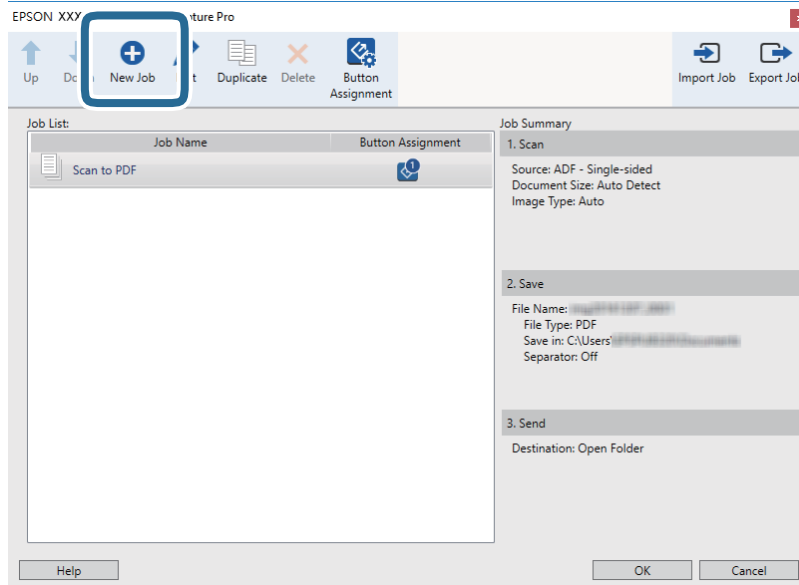 EXPSON XXX ture Pro
Up
New Job
Duplicate
Delete
Button
Assignment
Import Job
Export Jo
Job List:
Job Name
Button Assignment
Scan to PDF
1
Job Summary
1. Scan
Source: ADF - Single-sided
Document Size: Auto Detect
Image Type: Auto
2. Save
File Name:
File Type: PDF
Save in: C:\Users\
Separator: Off
3. Send
Destination: Open Folder
Help
OK
Cancel